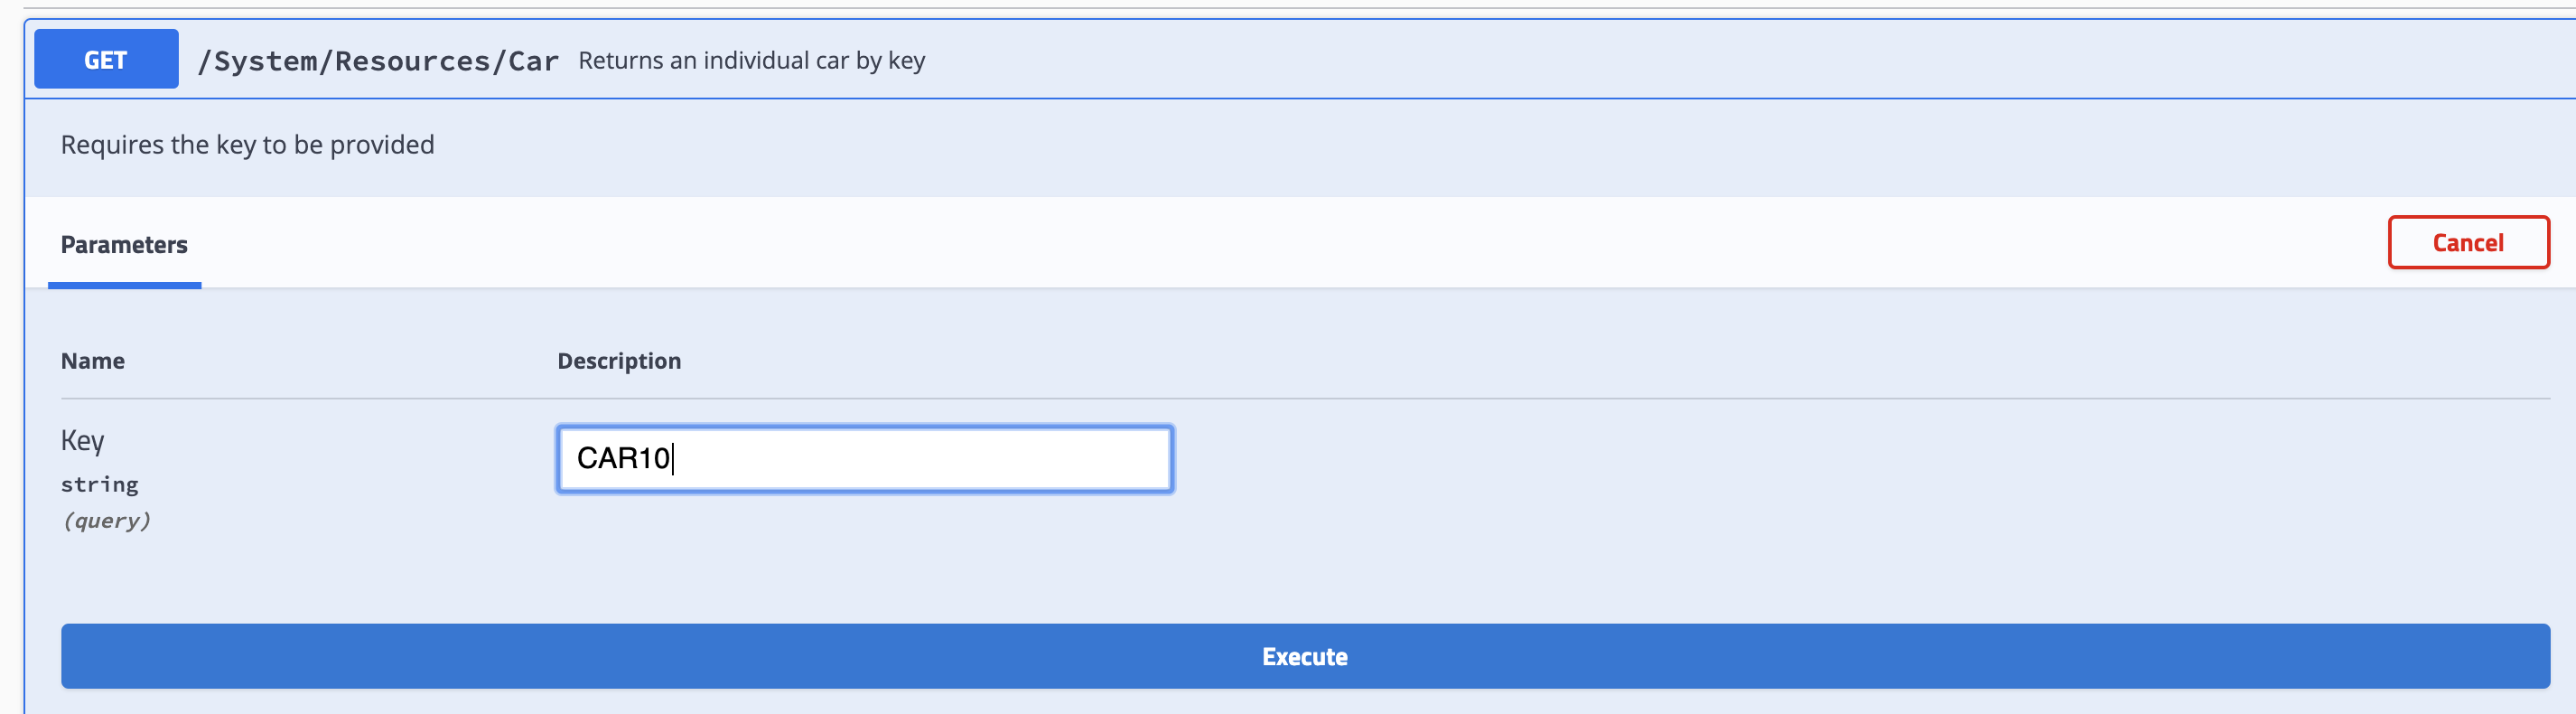 GET /System/Resources/Car Returns an individual car by key
Requires the key to be provided
Parameters Cancel
Name Description
Key CAR10
string
(query)
Execute